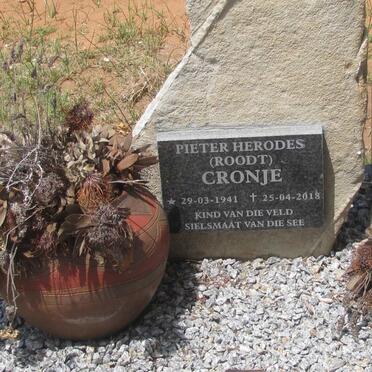 PIETER HERODES
(ROODT)
CRONJE
★ 29-03-1941 ✝ 25-04-2018
KIND VAN DIE VELD
SIELSMAAT VAN DIE SEE